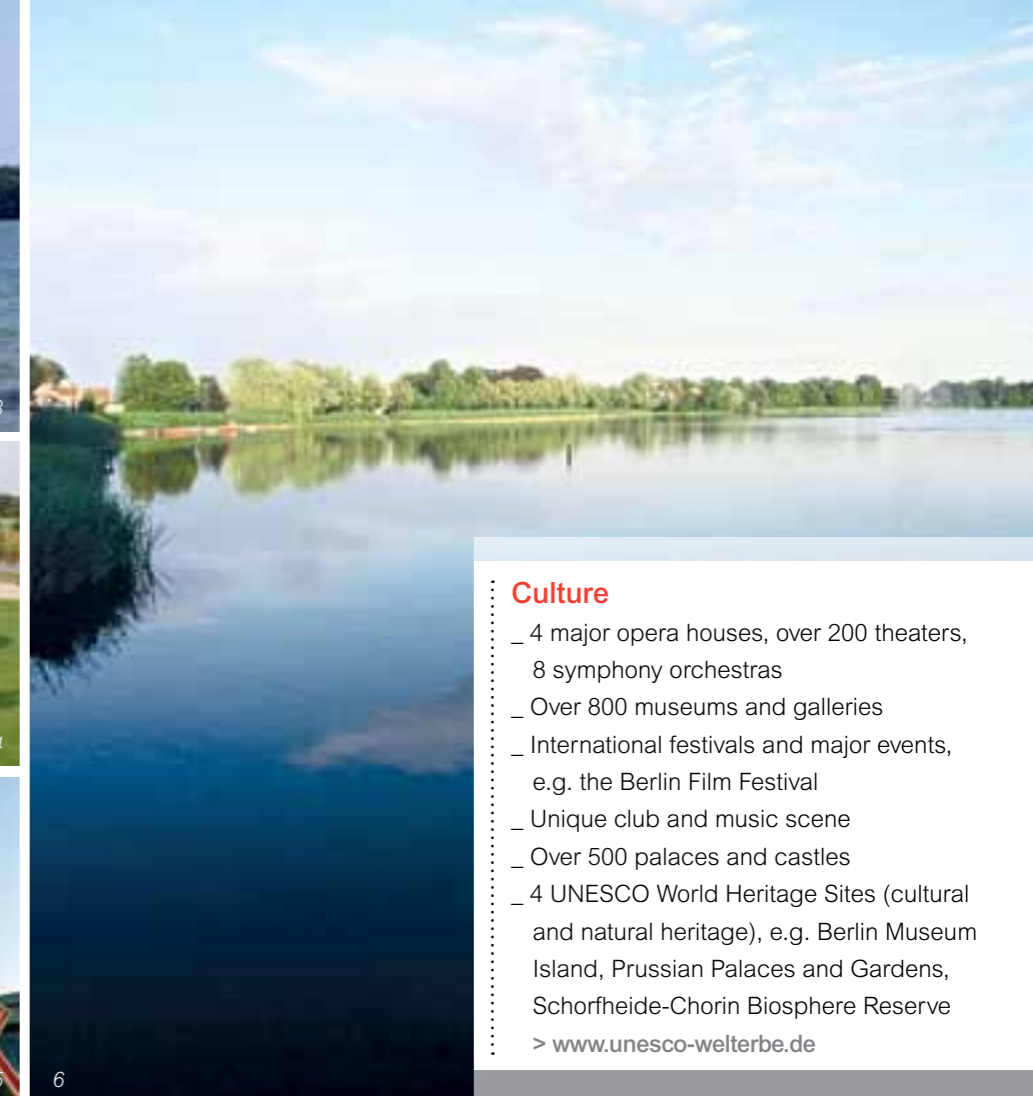 Culture
_ 4 major opera houses, over 200 theaters,
8 symphony orchestras
_ Over 800 museums and galleries
_ International festivals and major events,
e.g. the Berlin Film Festival
_ Unique club and music scene
_ Over 500 palaces and castles
_ 4 UNESCO World Heritage Sites (cultural
and natural heritage), e.g. Berlin Museum
Island, Prussian Palaces and Gardens,
Schorfheide-Chorin Biosphere Reserve
> www.unesco-welterbe.de
6